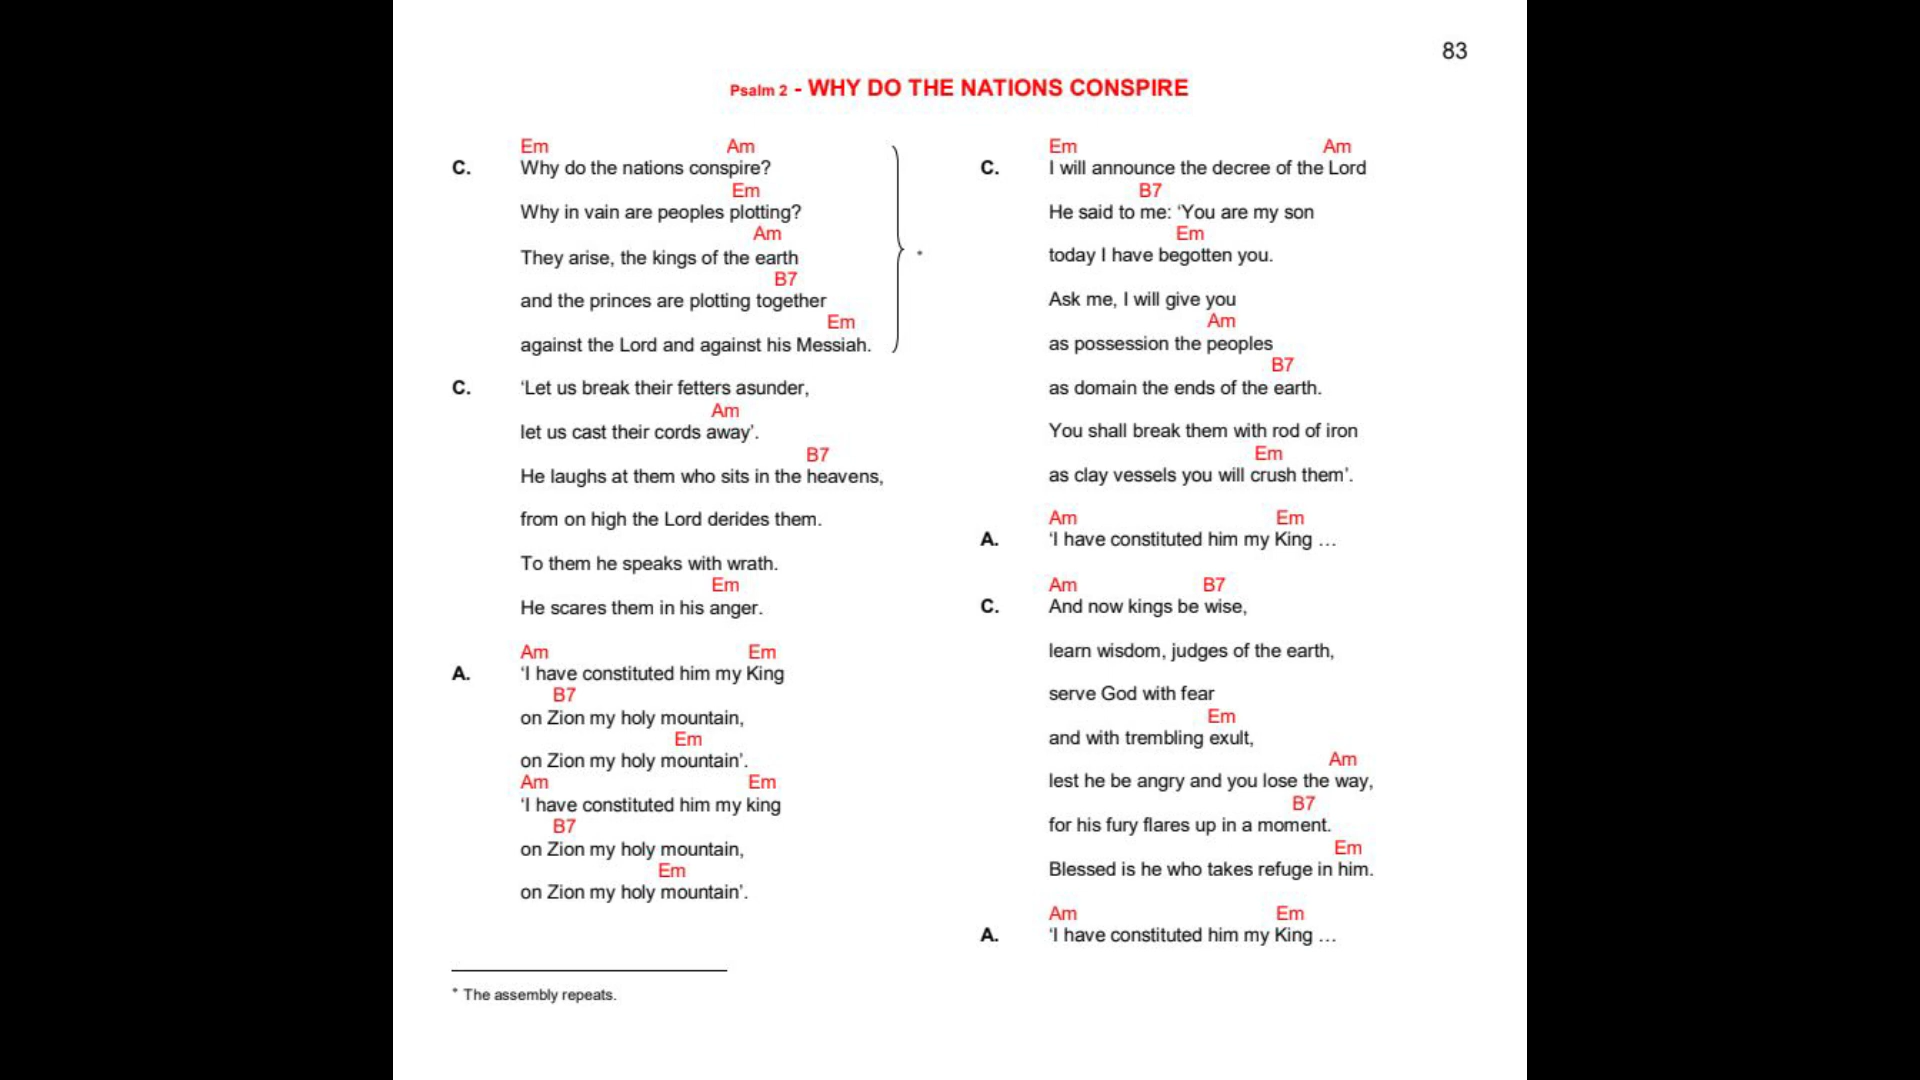 83
Psalm 2 - WHY DO THE NATIONS CONSPIRE
Em Am
C. Why do the nations conspire?
Em
Why in vain are peoples plotting?
Am
They arise, the kings of the earth
B7
and the princes are plotting together
Em
against the Lord and against his Messiah.
*
C. ‘Let us break their fetters asunder,
Am
let us cast their cords away’.
B7
He laughs at them who sits in the heavens,
from on high the Lord derides them.
To them he speaks with wrath.
Em
He scares them in his anger.
Am Em
A. ‘I have constituted him my King
B7
on Zion my holy mountain,
Em
on Zion my holy mountain’.
Am Em
‘I have constituted him my king
B7
on Zion my holy mountain,
Em
on Zion my holy mountain’.
* The assembly repeats.
Em Am
C. I will announce the decree of the Lord
B7
He said to me: ‘You are my son
Em
today I have begotten you.
Ask me, I will give you
Am
as possession the peoples
B7
as domain the ends of the earth.
You shall break them with rod of iron
Em
as clay vessels you will crush them’.
Am Em
A. ‘I have constituted him my King …
Am B7
C. And now kings be wise,
learn wisdom, judges of the earth,
serve God with fear
Em
and with trembling exult,
Am
lest he be angry and you lose the way,
B7
for his fury flares up in a moment.
Em
Blessed is he who takes refuge in him.
Am Em
A. ‘I have constituted him my King …